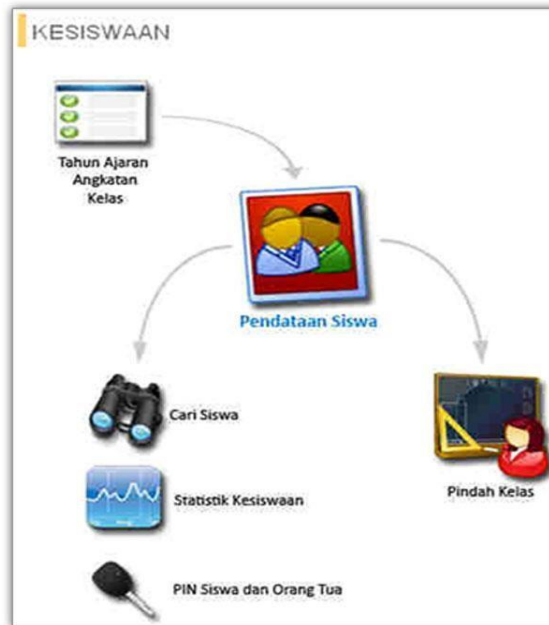 KESISWAAN
Tahun Ajaran
Angkatan
Kelas
Pendataan Siswa
Cari Siswa
Statistik Kesiswaan
Pindah Kelas
PIN Siswa dan Orang Tua